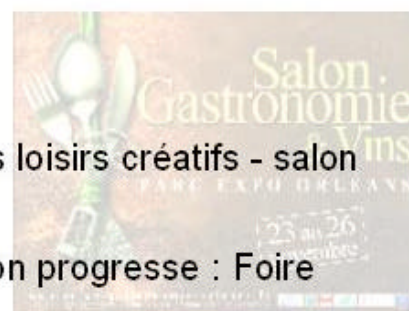 Salon
Gastronomie
& Vins
s loisirs créatifs - salon
PARC EXPO ORLEANS
23 au 26
novembre
on progresse : Foire